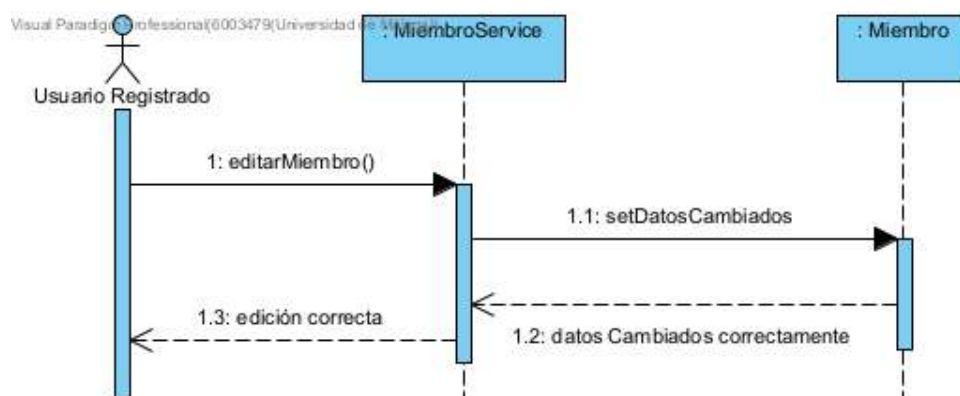 Visual Paradigm Professional(6003479(Universidad de
: MiembroService
: Miembro
Usuario Registrado
1: editarMiembro()
1.1: setDatosCambiados
1.3: edición correcta
1.2: datos Cambiados correctamente